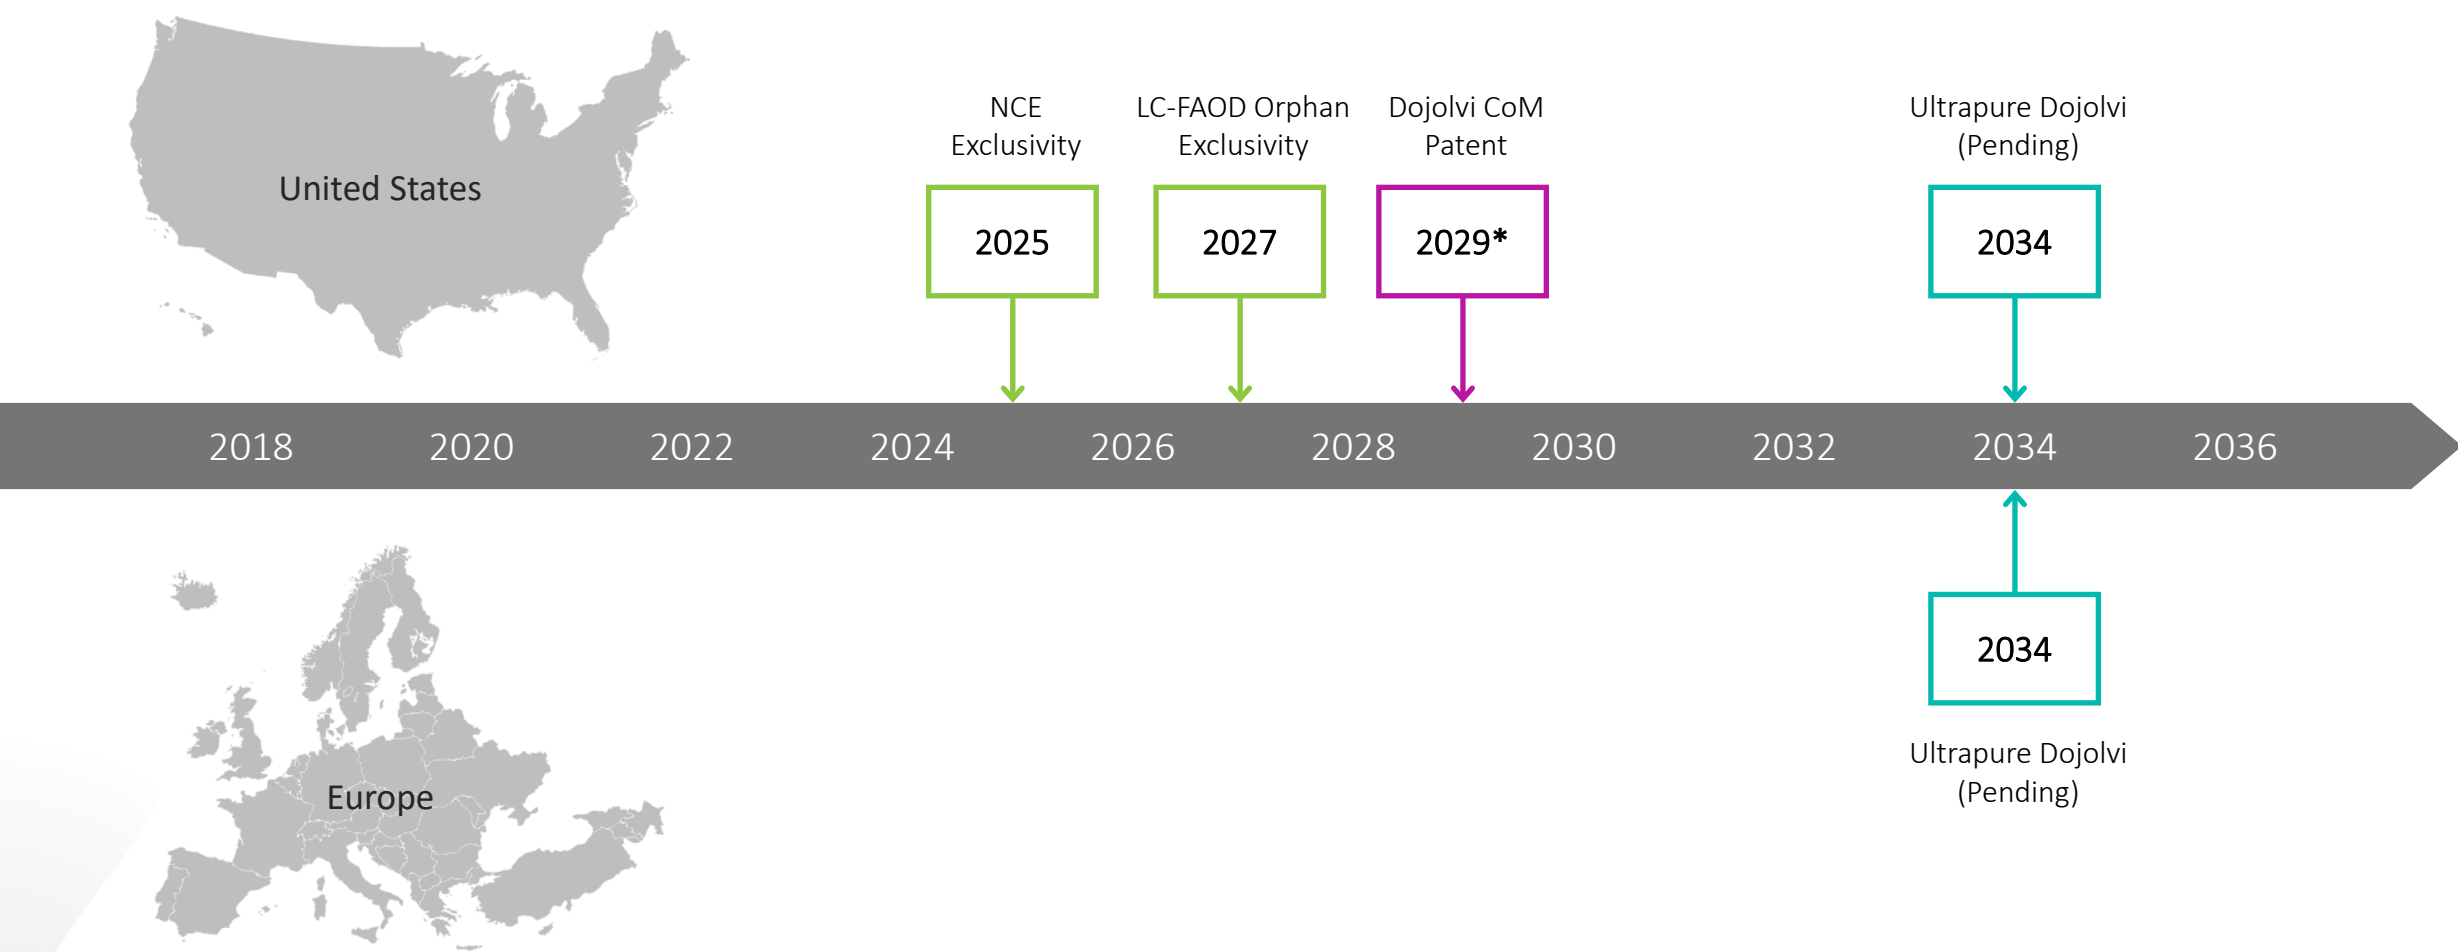 United States
NCE
Exclusivity
2025
LC-FAOD Orphan
Exclusivity
2027
Dojolvi CoM
Patent
2029*
Ultrapure Dojolvi
(Pending)
2034
2018 2020 2022 2024 2026 2028 2030 2032 2034 2036
Europe
2034
Ultrapure Dojolvi
(Pending)